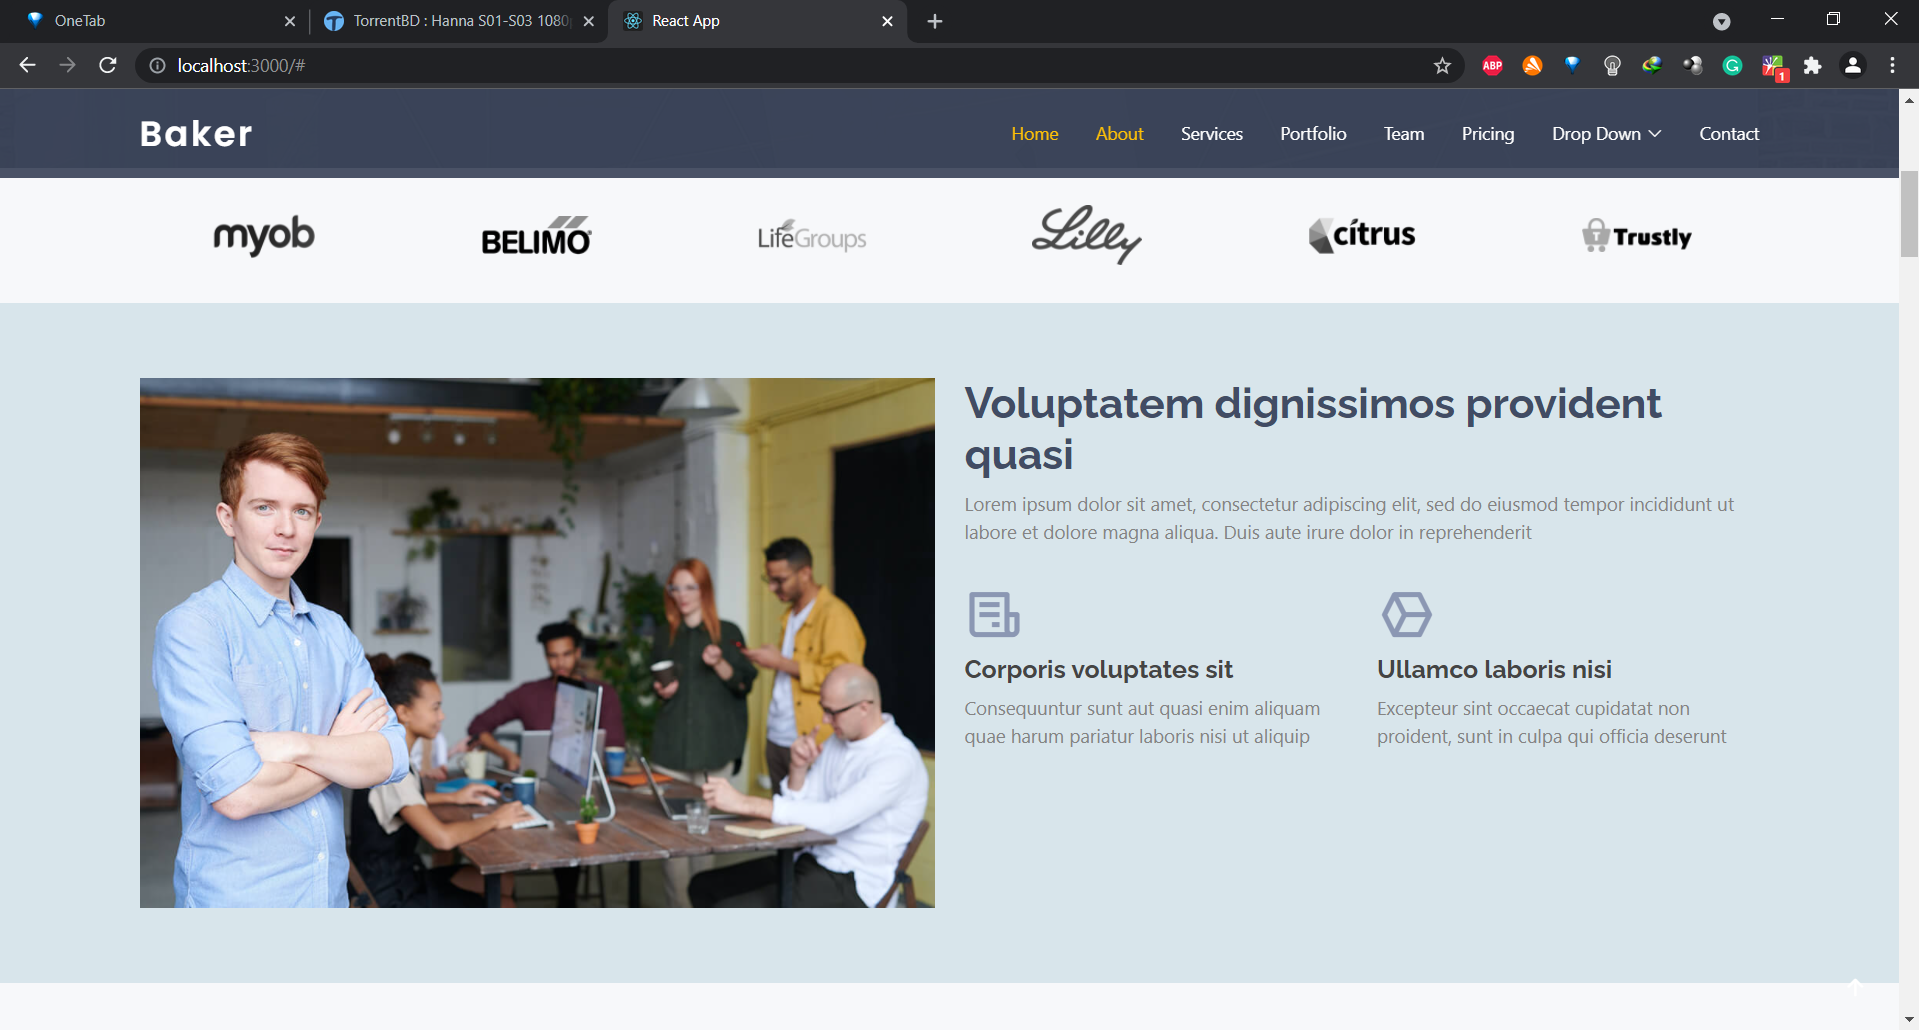 OneTab
TorrentBD : Hanna S01-S03 1080
React App
localhost:3000/#
ABP
1
Baker
Home
About
Services
Portfolio
Team
Pricing
Drop Down
Contact
myob
BELIMO
LifeGroups
Lilly
cítrus
T Trustly
Voluptatem dignissimos provident
quasi
Lorem ipsum dolor sit amet, consectetur adipiscing elit, sed do eiusmod tempor incididunt ut
labore et dolore magna aliqua. Duis aute irure dolor in reprehenderit
Corporis voluptates sit
Consequuntur sunt aut quasi enim aliquam
quae harum pariatur laboris nisi ut aliquip
Ullamco laboris nisi
Excepteur sint occaecat cupidatat non
proident, sunt in culpa qui officia deserunt